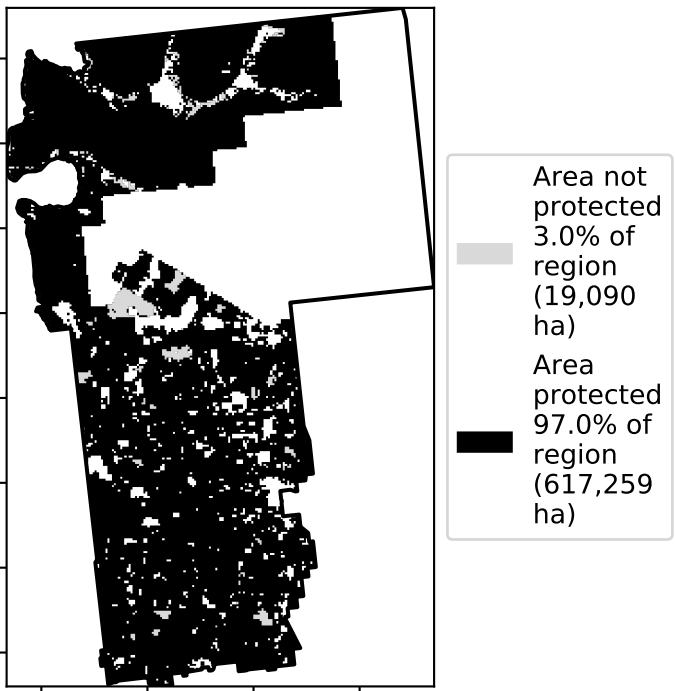 Area not
protected
3.0% of
region
(19,090
ha)
Area
protected
97.0% of
region
(617,259
ha)